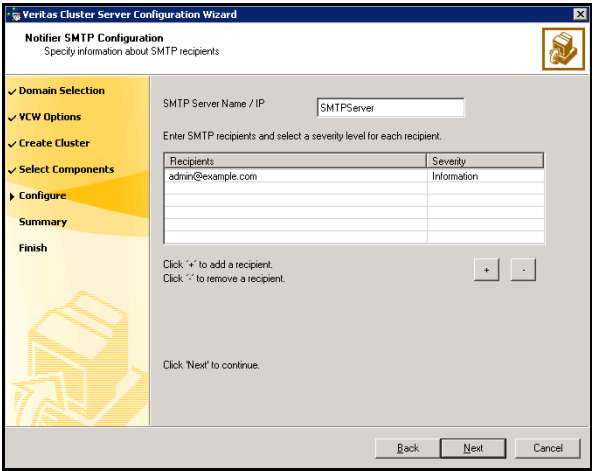 Veritas Cluster Server Configuration Wizard
Notifier SMTP Configuration
Specify information about SMTP recipients
Domain Selection
VCW Options
Create Cluster
Select Components
Configure
Summary
Finish
SMTP Server Name / IP
SMTPServer
Enter SMTP recipients and select a severity level for each recipient.
Recipients Severity
admin@example.com Information
Click '+' to add a recipient.
Click '-' to remove a recipient.
+ -
Click 'Next' to continue.
Back Next Cancel